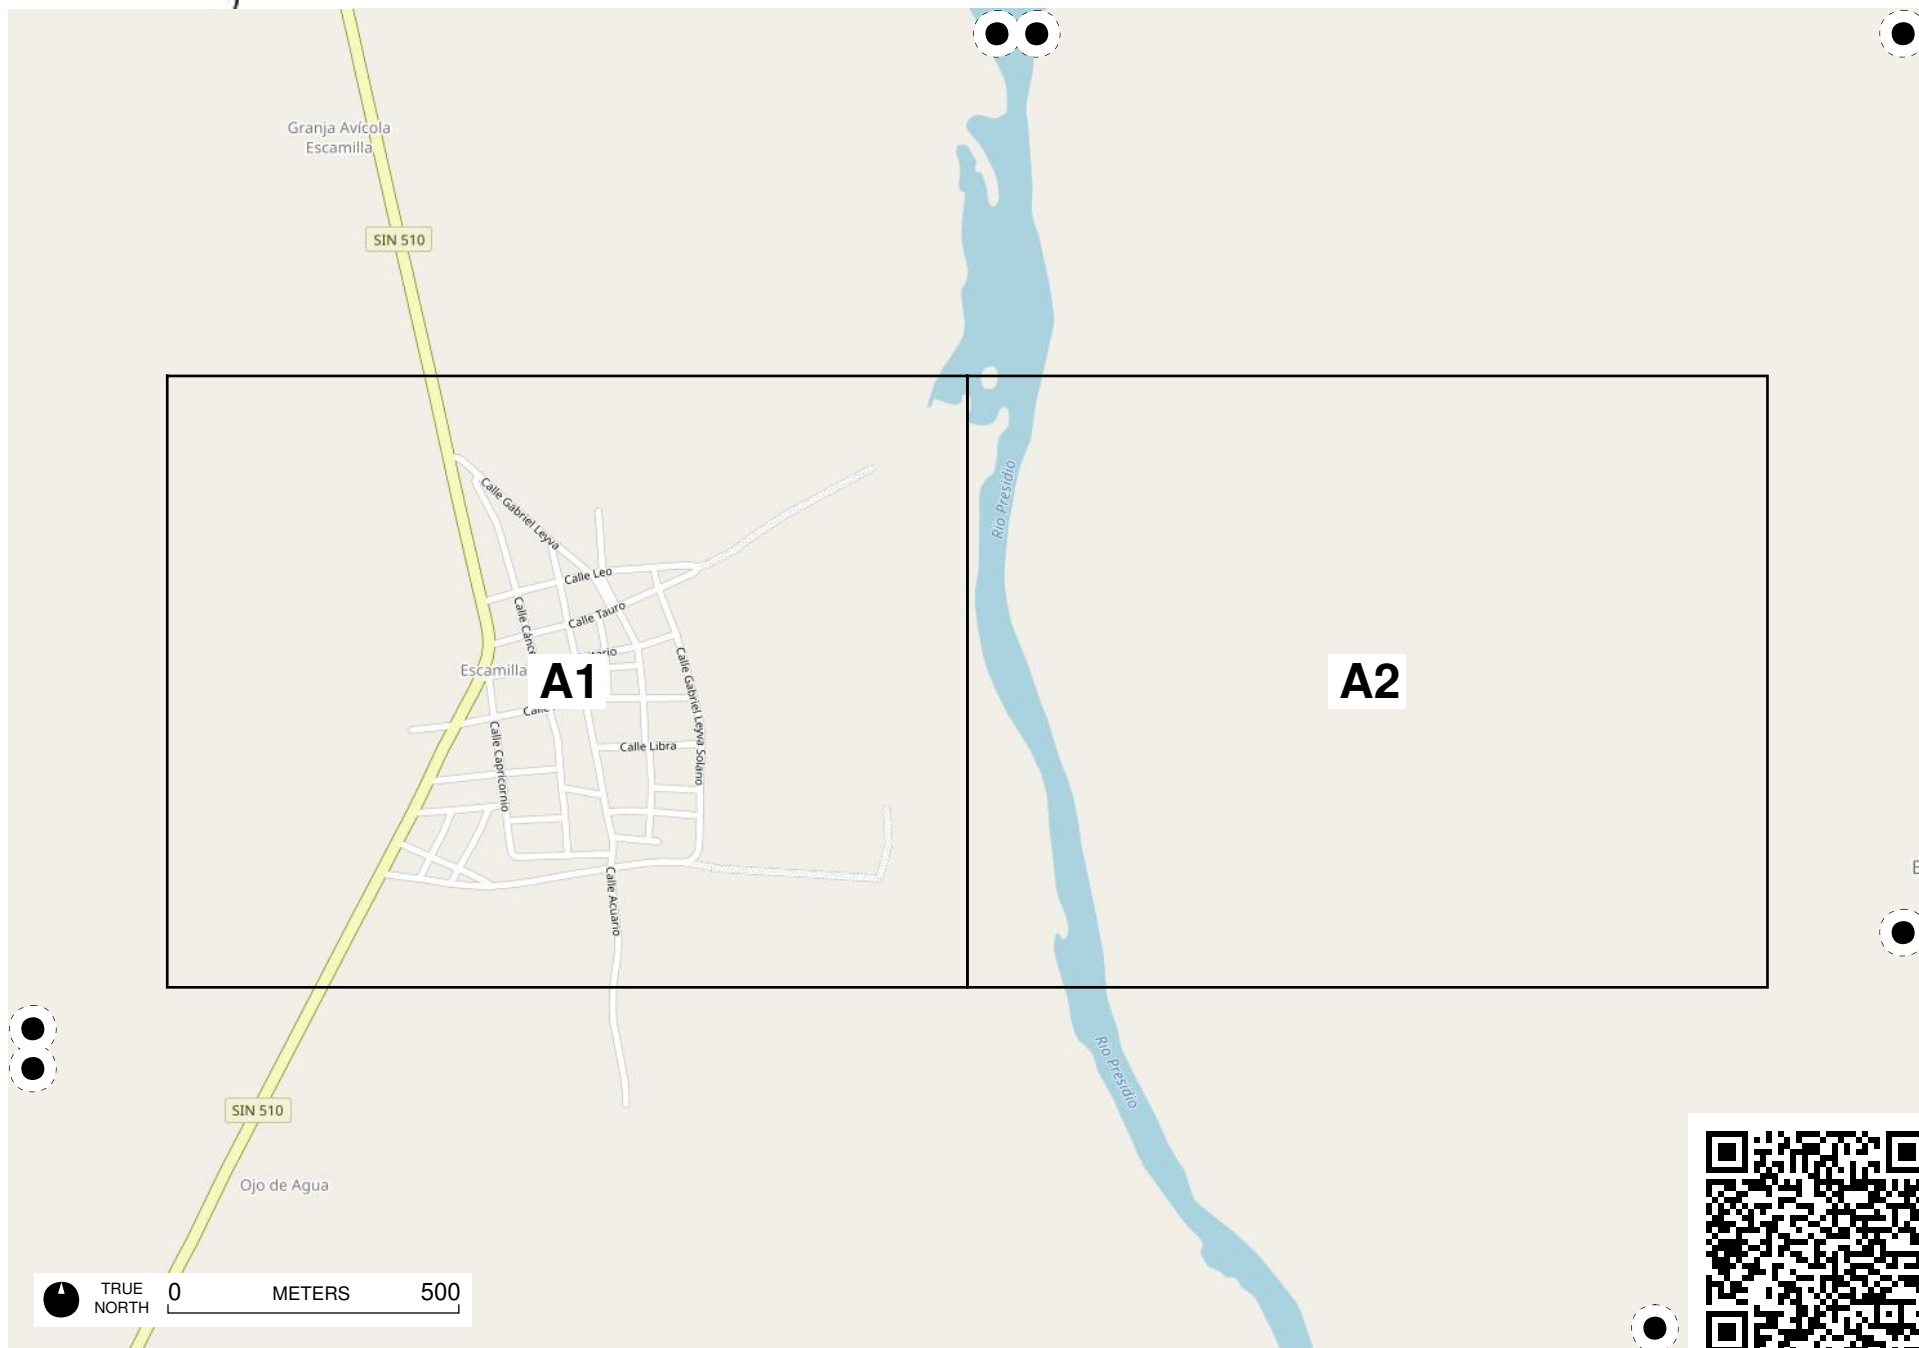 Granja Avícola
Escamilla
SIN 510
Calle Gabriel Leyva
Calle Leo
Calle Tauro
Río Presidio
Escamilla
A1
A2
Calle
Calle Gabriel Leyva Solano
Calle Capricornio
Calle Libra
Calle Acuario
Río Presidio
SIN 510
Ojo de Agua
TRUE
NORTH
0 METERS 500